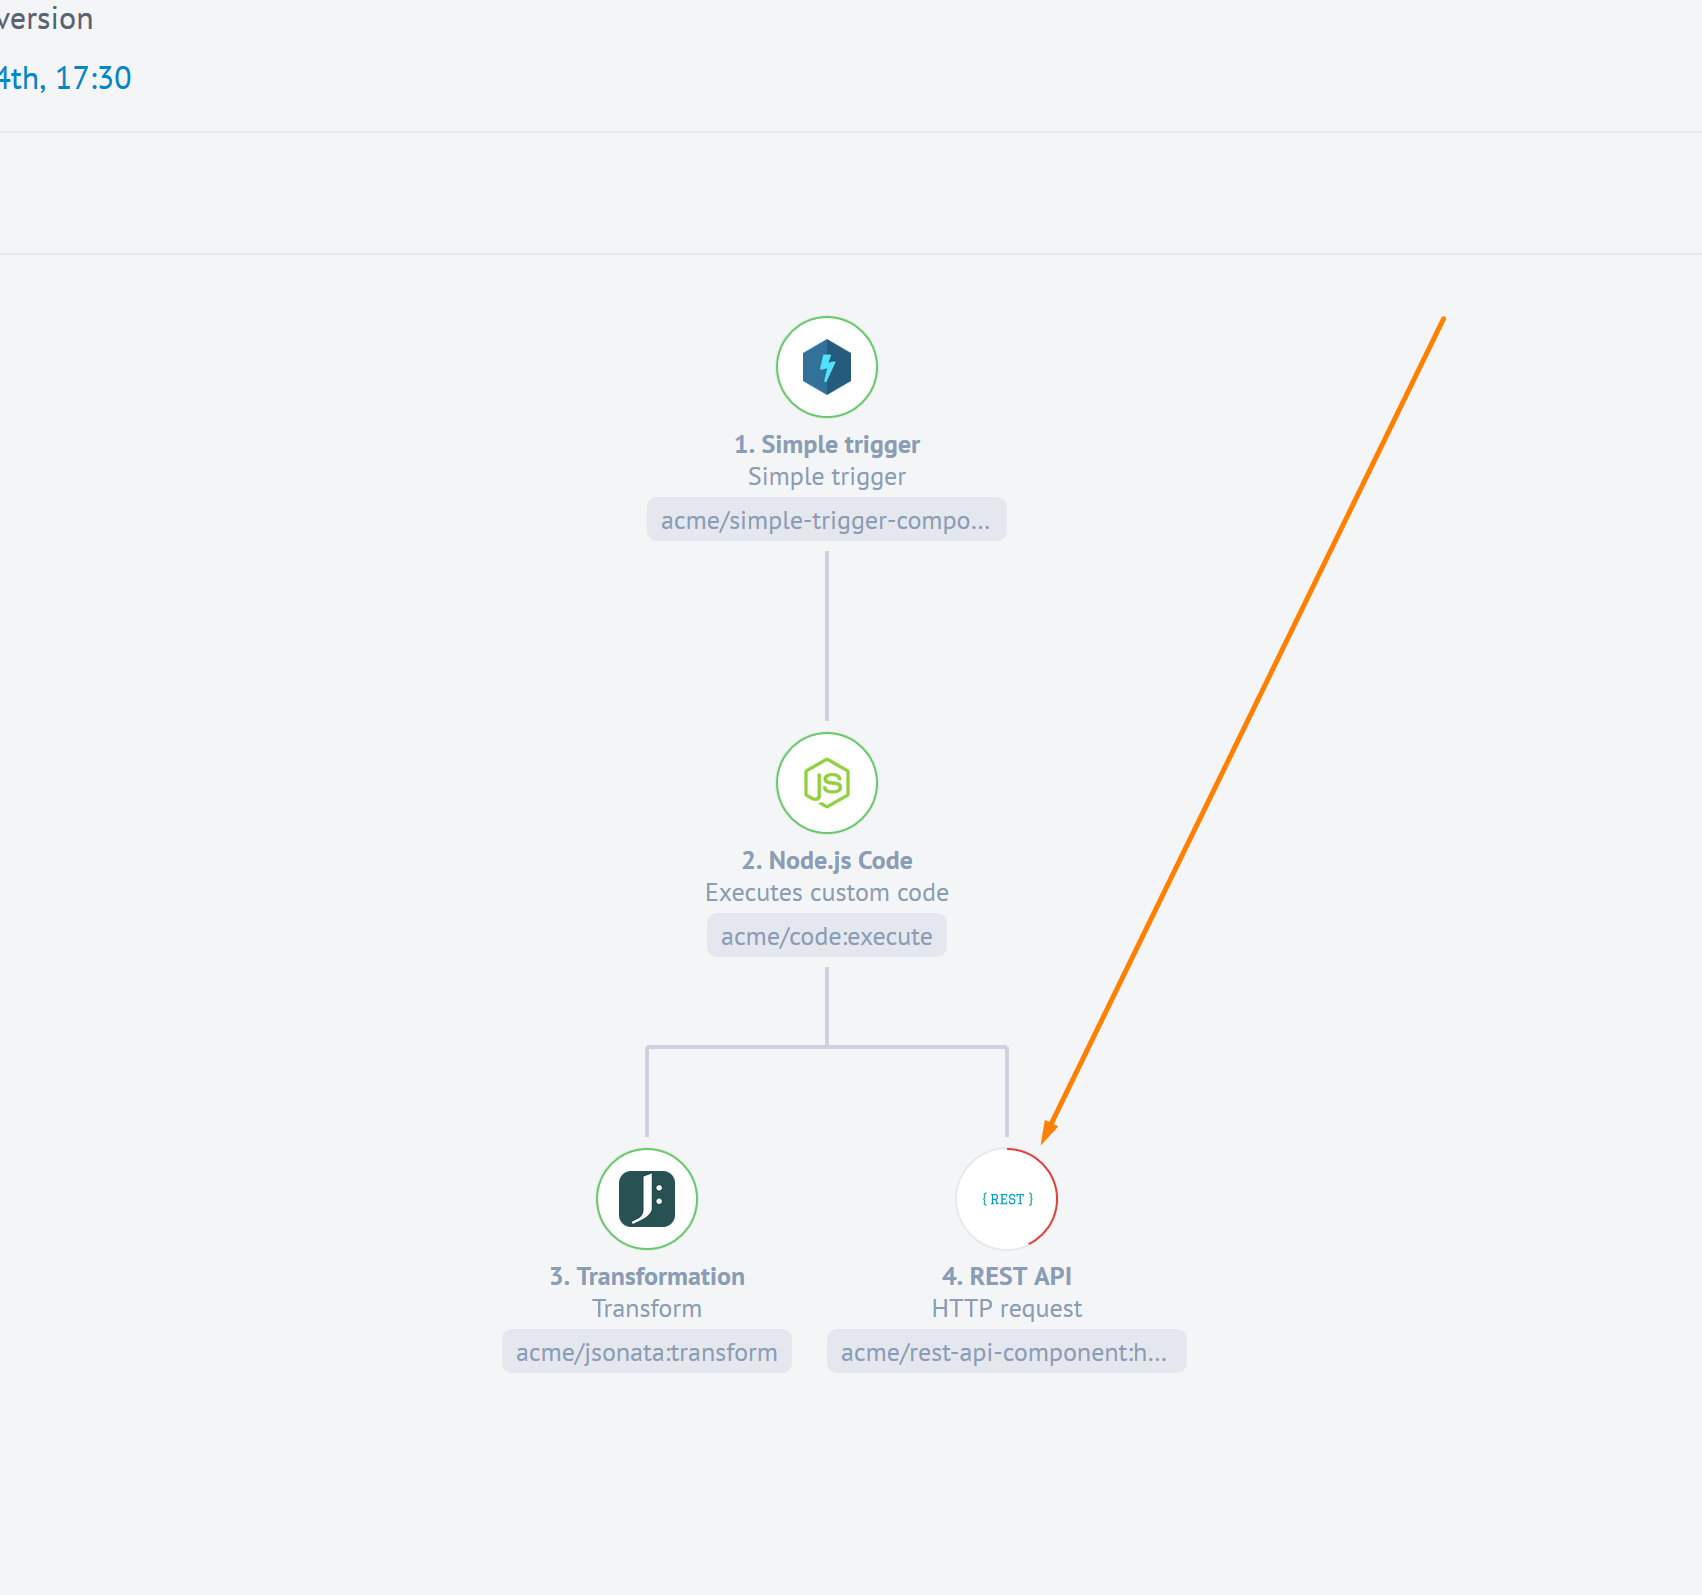 version
4th, 17:30
1. Simple trigger
Simple trigger
acme/simple-trigger-compo...
JS
2. Node.js Code
Executes custom code
acme/code:execute
J:
{ REST }
3. Transformation
Transform
acme/jsonata:transform
4. REST API
HTTP request
acme/rest-api-component:h...